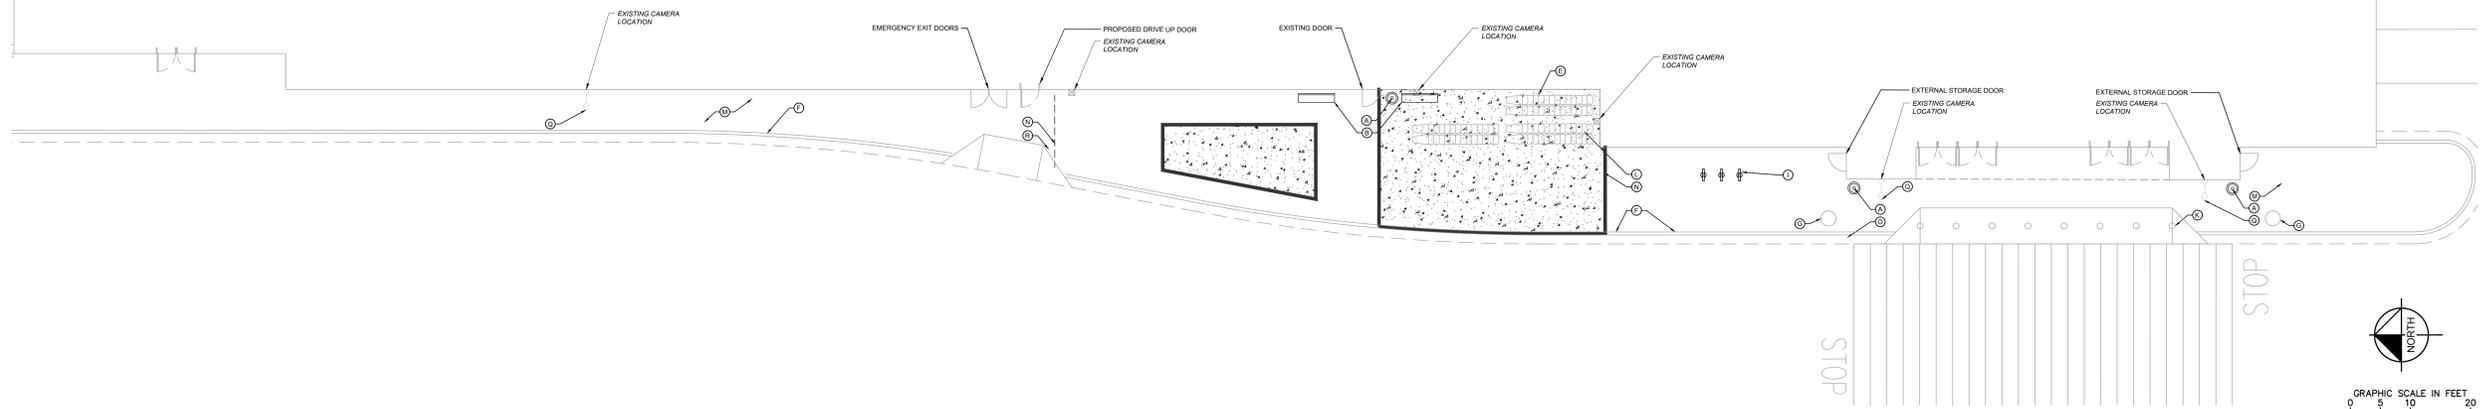 EXISTING CAMERA
LOCATION
EMERGENCY EXIT DOORS
PROPOSED DRIVE UP DOOR
EXISTING CAMERA
LOCATION
EXISTING DOOR
EXISTING CAMERA
LOCATION
EXISTING CAMERA
LOCATION
EXTERNAL STORAGE DOOR
EXISTING CAMERA
LOCATION
EXTERNAL STORAGE DOOR
EXISTING CAMERA
LOCATION
Q
M
F
N
R
A
B
E
L
N
F
I
G
A
O
Q
K
M
A
Q
G
STOP
STOP
NORTH
GRAPHIC SCALE IN FEET
0 5 10 20